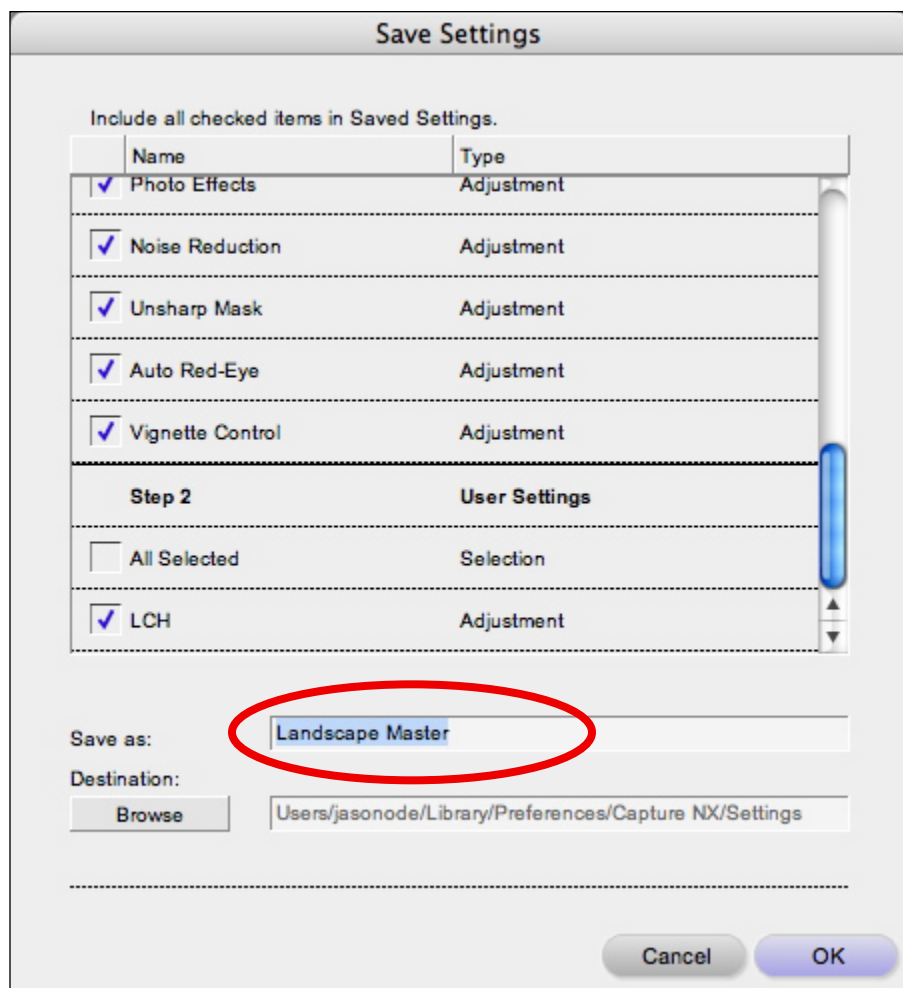 Save Settings
Include all checked items in Saved Settings.
Name Type
Photo Effects Adjustment
Noise Reduction Adjustment
Unsharp Mask Adjustment
Auto Red-Eye Adjustment
Vignette Control Adjustment
Step 2 User Settings
All Selected Selection
LCH Adjustment
Save as: Landscape Master
Destination:
Browse Users/jasonode/Library/Preferences/Capture NX/Settings
Cancel OK